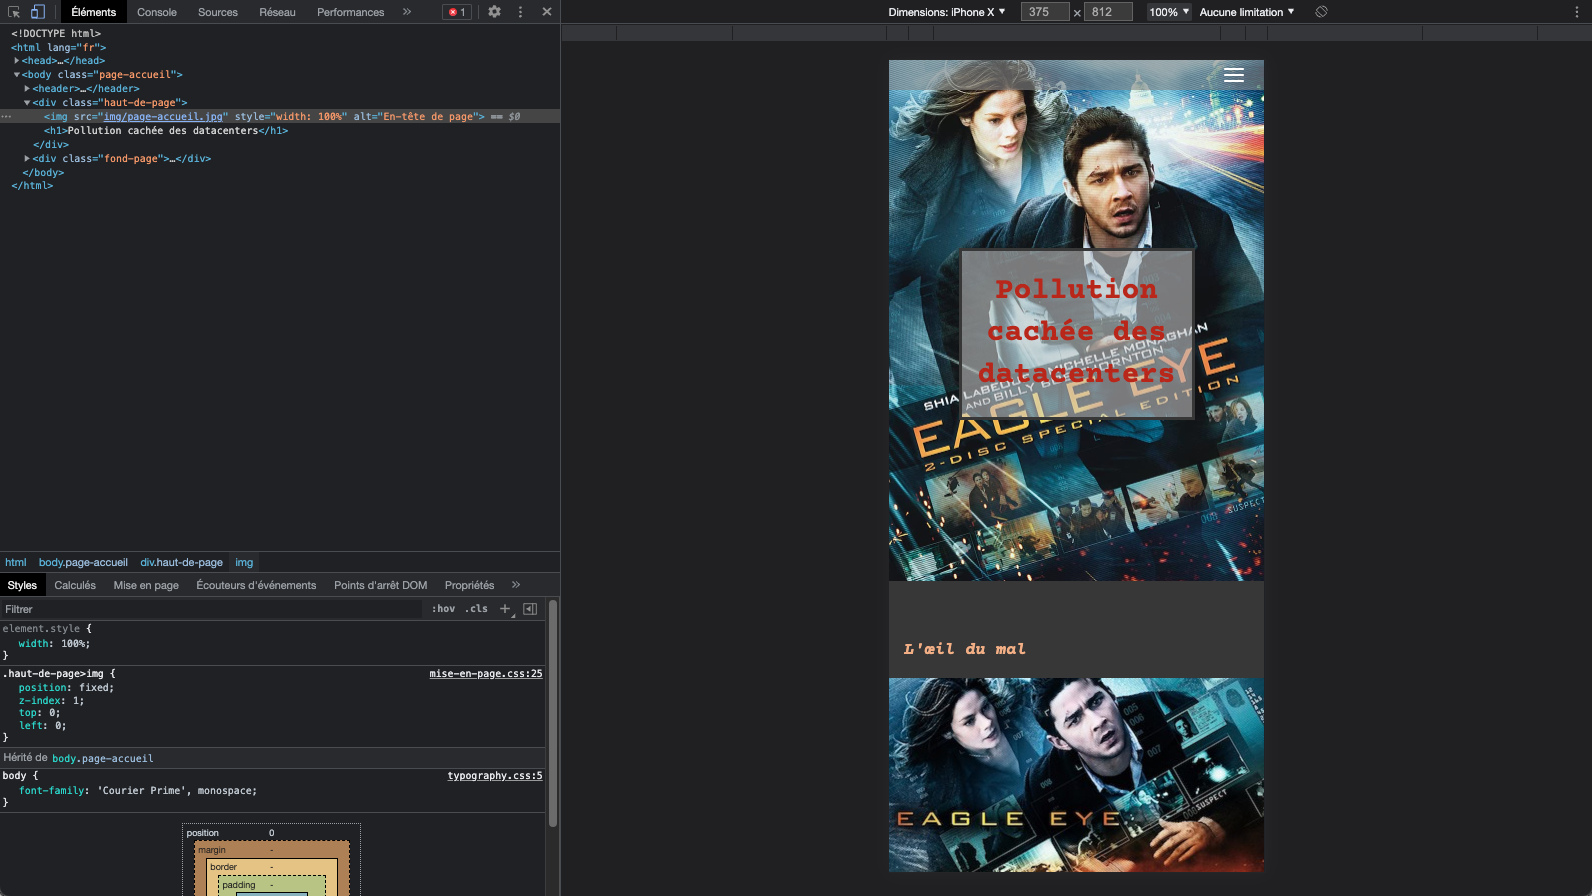 Éléments Console Sources Réseau Performances » 1
Dimensions: iPhone X 375 × 812 100% Aucune limitation
<!DOCTYPE html>
<html lang="fr">
<head>…</head>
<body class="page-accueil">
<header>…</header>
<div class="haut-de-page">
<img src="img/page-accueil.jpg" style="width: 100%" alt="En-tête de page"> == $0
<h1>Pollution cachée des datacenters</h1>
</div>
<div class="fond-page">…</div>
</body>
</html>
html body.page-accueil div.haut-de-page img
Styles Calculés Mise en page Écouteurs d'événements Points d'arrêt DOM Propriétés »
Filtrer :hov .cls +
element.style {
width: 100%;
}
.haut-de-page>img { mise-en-page.css:25
position: fixed;
z-index: 1;
top: 0;
left: 0;
}
Hérité de body.page-accueil
body { typography.css:5
font-family: 'Courier Prime', monospace;
}
position 0
margin -
border -
padding -
Pollution
cachée des
datacenters
MICHELLE MONAGHAN
SHIA LABEOUF
AND BILLY BOB THORNTON
EAGLE EYE
2-DISC SPECIAL EDITION
008 SUSPECT
L'œil du mal
005
006
007
EAGLE EYE
008 SUSPECT